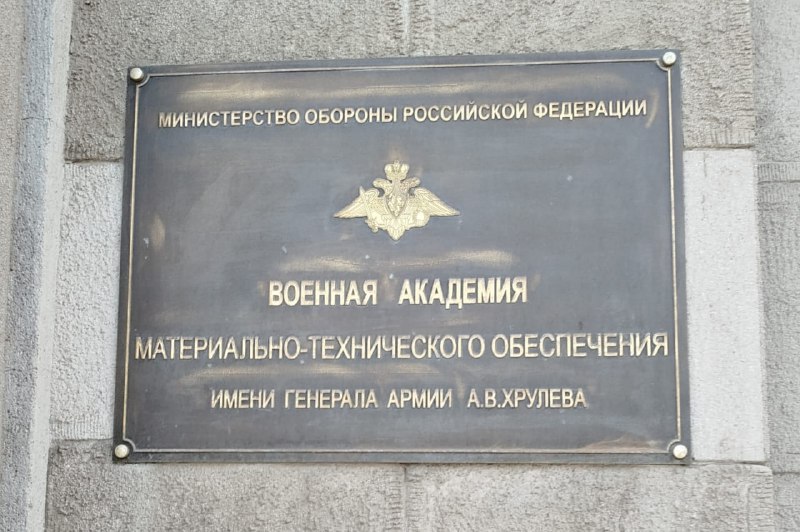 МИНИСТЕРСТВО ОБОРОНЫ РОССИЙСКОЙ ФЕДЕРАЦИИ
ВОЕННАЯ АКАДЕМИЯ
МАТЕРИАЛЬНО-ТЕХНИЧЕСКОГО ОБЕСПЕЧЕНИЯ
ИМЕНИ ГЕНЕРАЛА АРМИИ А.В.ХРУЛЕВА